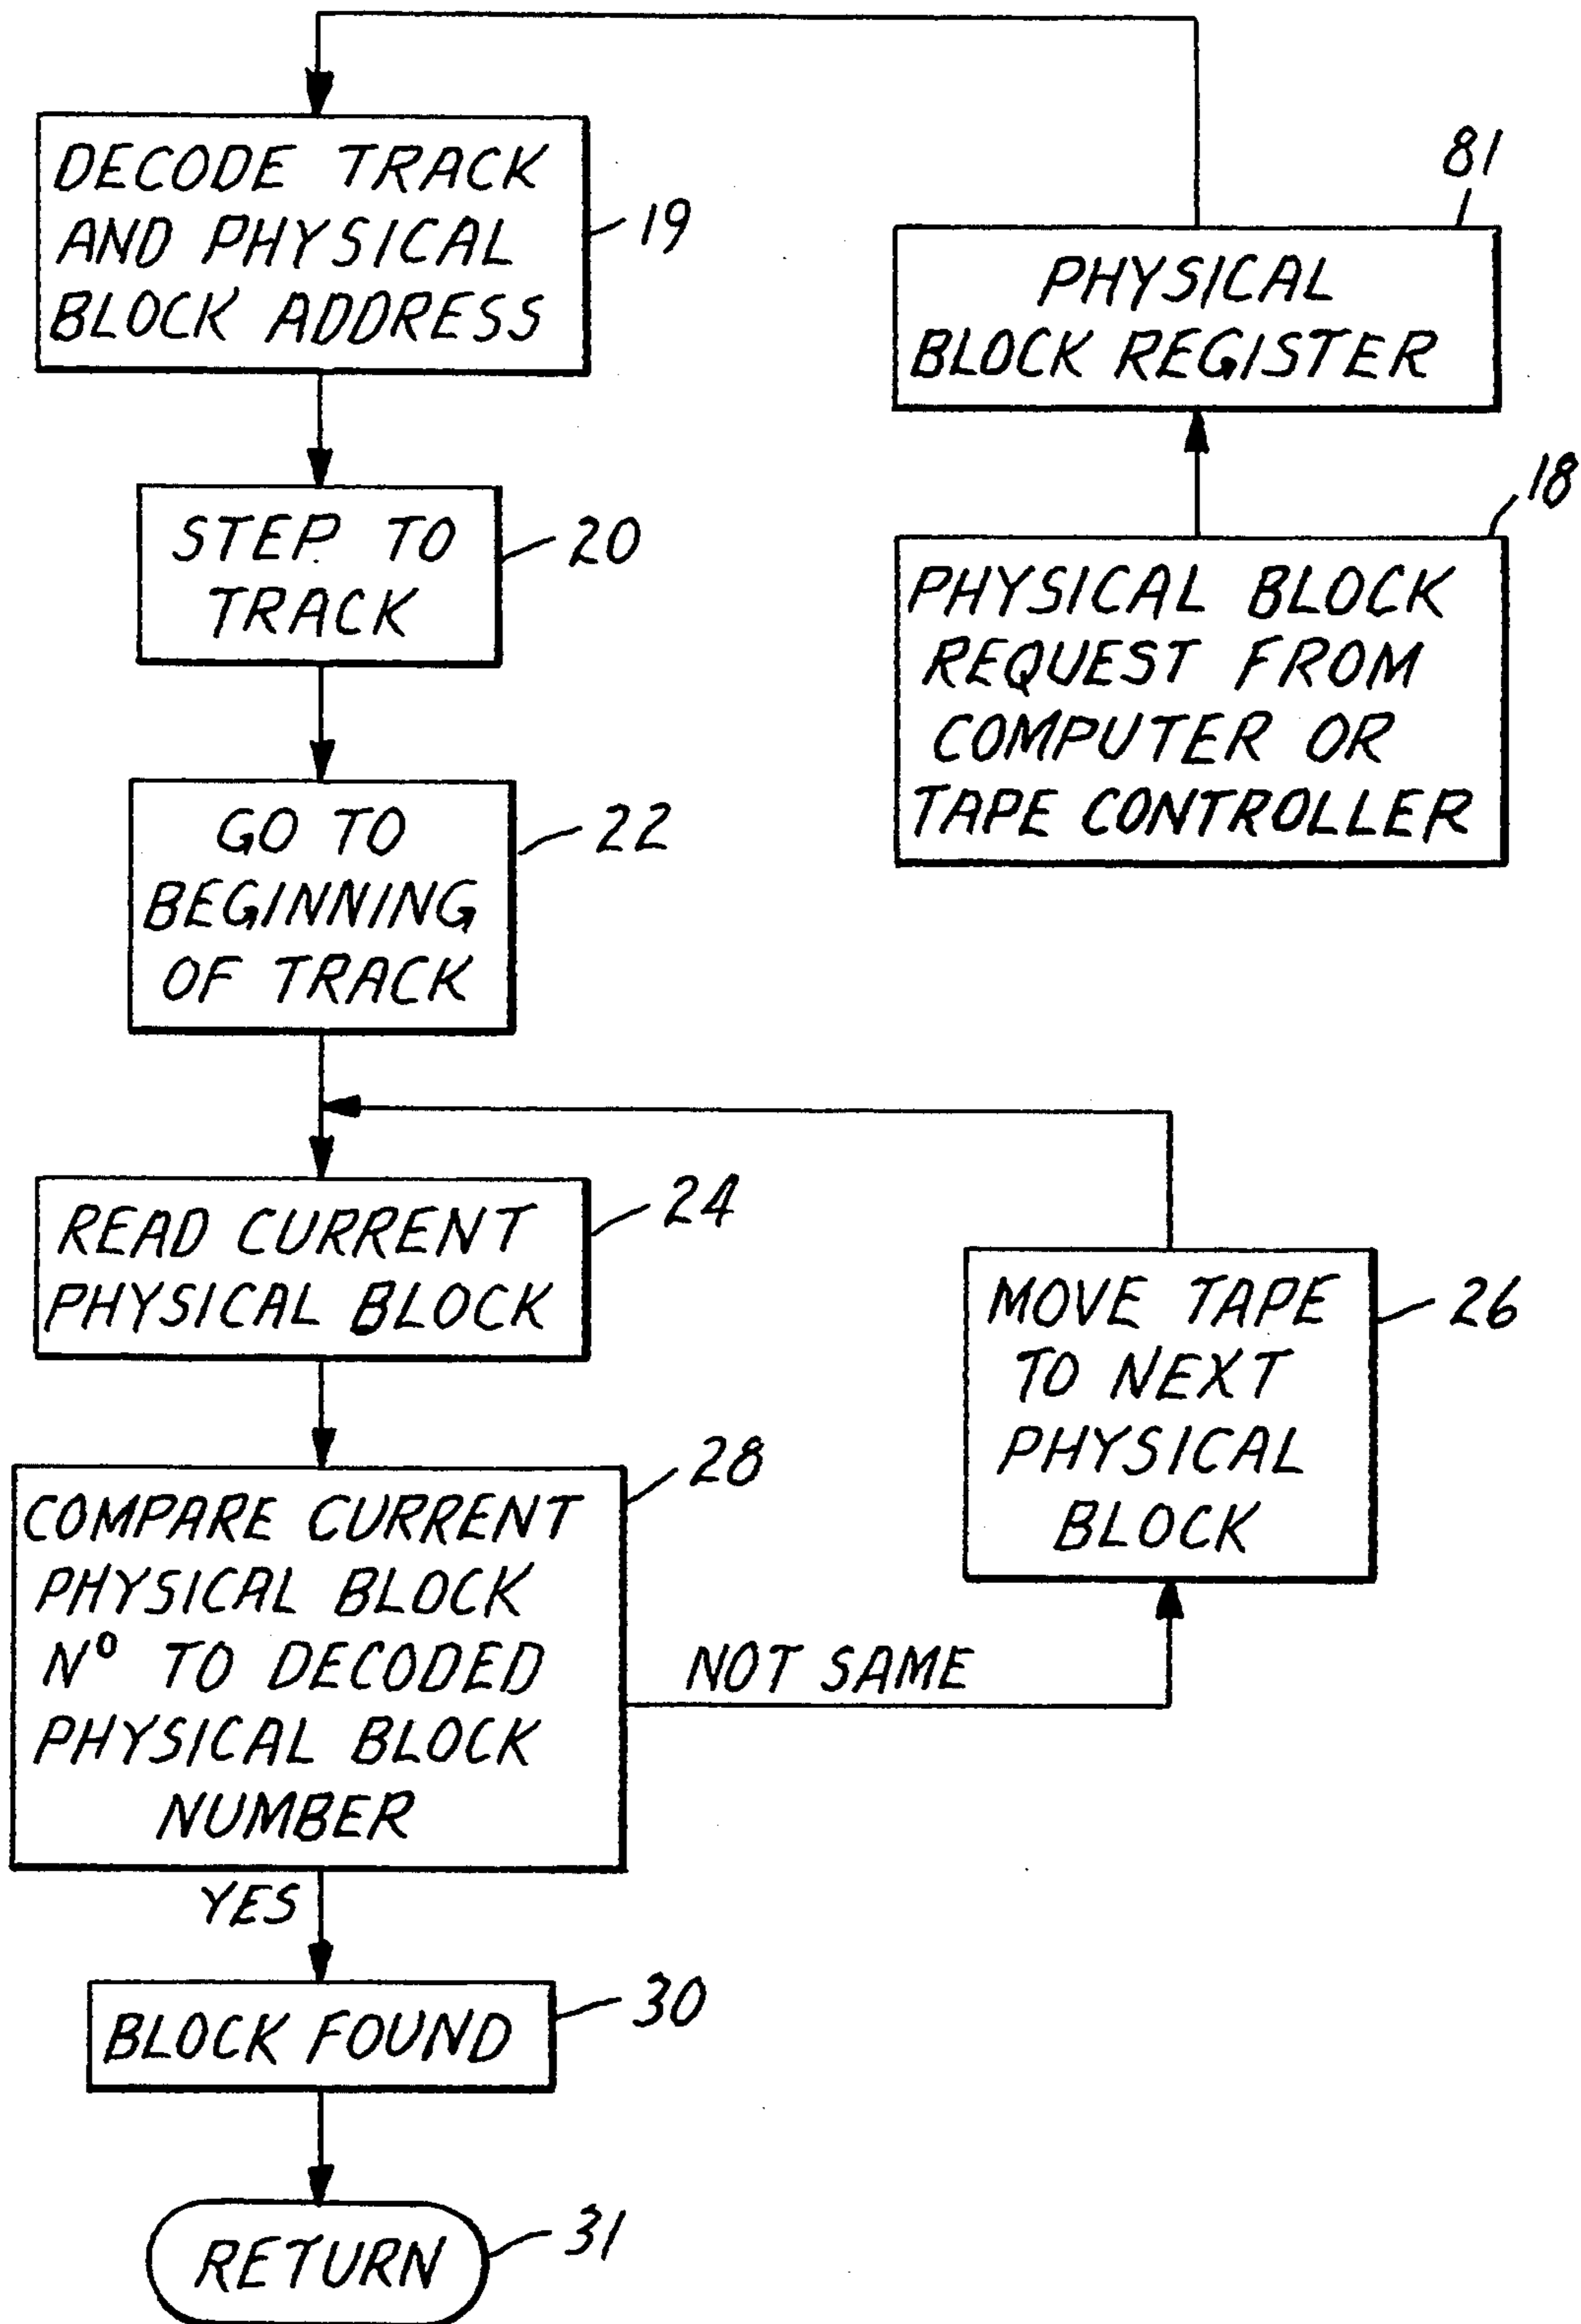 DECODE TRACK
AND PHYSICAL
BLOCK ADDRESS
19
81
PHYSICAL
BLOCK REGISTER
18
PHYSICAL BLOCK
REQUEST FROM
COMPUTER OR
TAPE CONTROLLER
STEP TO
TRACK
20
GO TO
BEGINNING
OF TRACK
22
READ CURRENT
PHYSICAL BLOCK
24
MOVE TAPE
TO NEXT
PHYSICAL
BLOCK
26
COMPARE CURRENT
PHYSICAL BLOCK
Nº TO DECODED
PHYSICAL BLOCK
NUMBER
28
NOT SAME
YES
BLOCK FOUND
30
RETURN
31